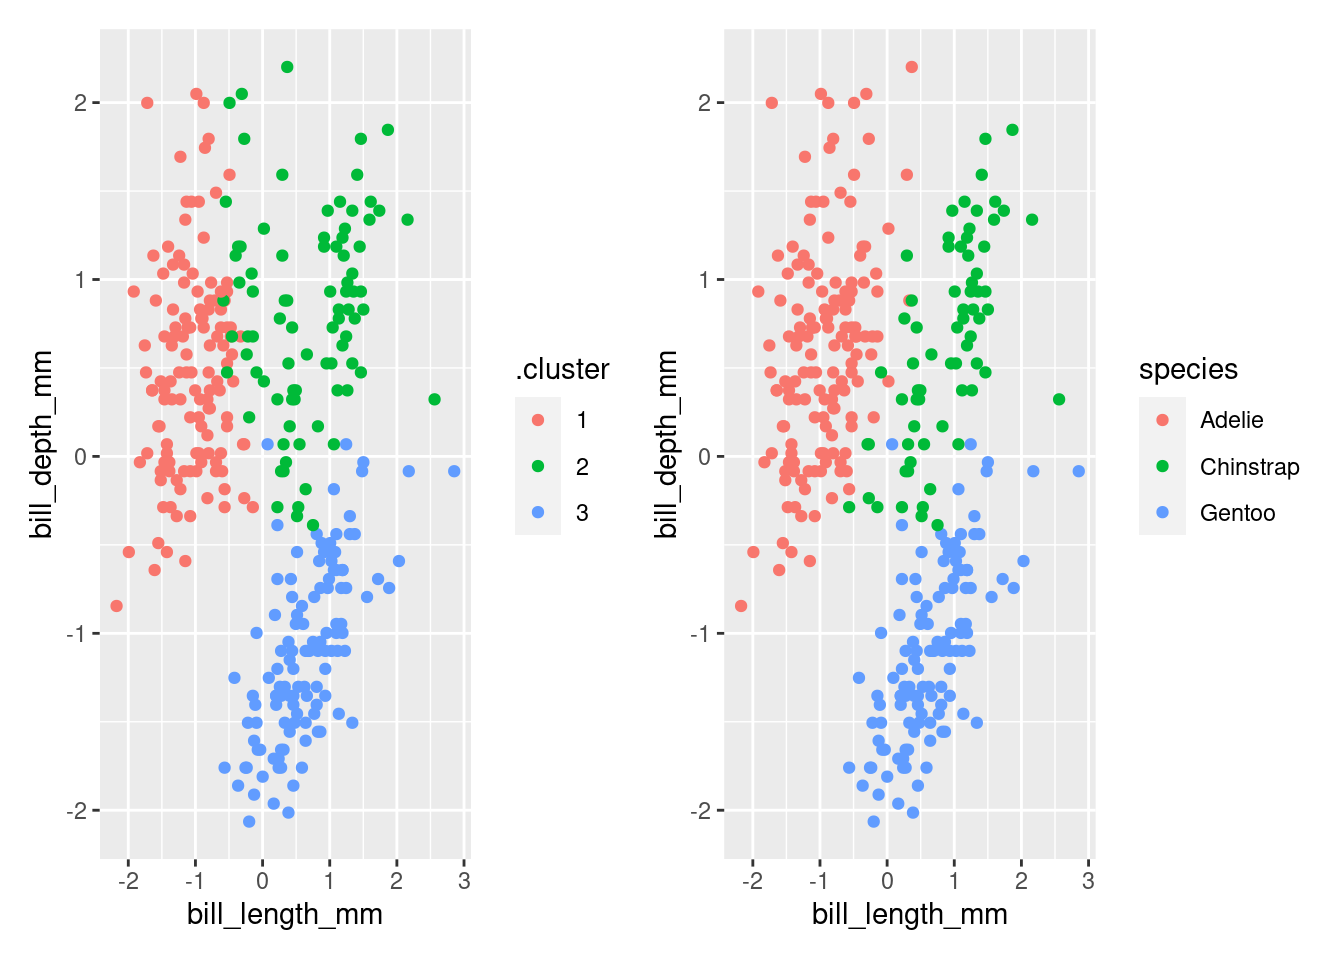 bill_depth_mm
2
1
0
-1
-2
-2 -1 0 1 2 3
bill_length_mm
.cluster
1
2
3
bill_depth_mm
2
1
0
-1
-2
-2 -1 0 1 2 3
bill_length_mm
species
Adelie
Chinstrap
Gentoo